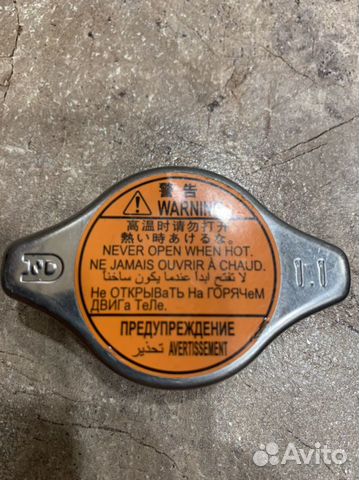 警告
WARNING
高温时请勿打开
熱い時あけるな。
NEVER OPEN WHEN HOT.
NE JAMAIS OUVRIR À CHAUD.
لا تفتح أبداً عندما يكون ساخناً
Не ОТКРЫВаТЬ На ГОРЯЧеМ
ДВИГа ТеЛе.
ПРЕДУПРЕЖДЕНИЕ
تحذير AVERTISSEMENT
1.1
Avito